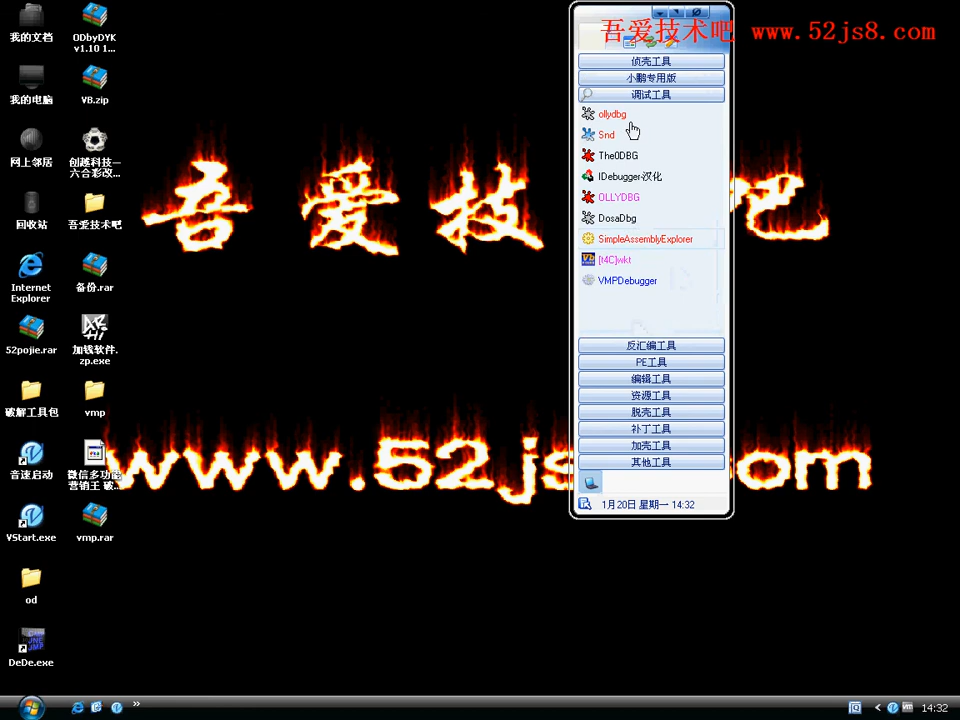 我的文档
ODbyDYK
v1.10 1...
我的电脑
VB.zip
网上邻居
创越科技—
六合彩改...
回收站
吾爱技术吧
Internet
Explorer
备份.rar
52pojie.rar
加钱软件.
zp.exe
破解工具包
vmp
音速启动
微信多功能
营销王 破...
VStart.exe
vmp.rar
od
DeDe.exe
吾爱技术吧 www.52js8.com
吾 爱 技 吧
www.52js com
侦壳工具
小鹏专用版
调试工具
ollydbg
Snd
The0DBG
IDebugger-汉化
OLLYDBG
DosaDbg
SimpleAssemblyExplorer
[t4C]wkt
VMPDebugger
反汇编工具
PE工具
编辑工具
资源工具
脱壳工具
补丁工具
加壳工具
其他工具
1月20日 星期一 14:32
14:32